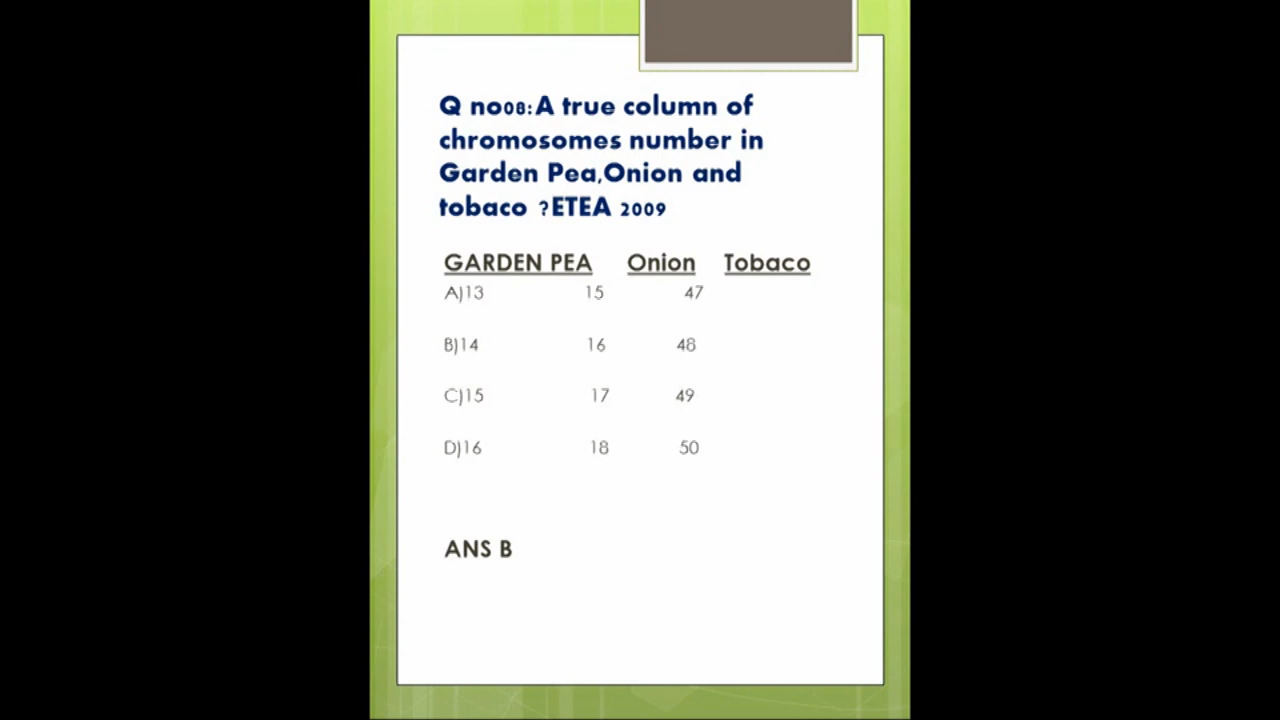 Q no08:A true column of
chromosomes number in
Garden Pea,Onion and
tobaco ?ETEA 2009
GARDEN PEA Onion Tobaco
A)13 15 47
B)14 16 48
C)15 17 49
D)16 18 50
ANS B